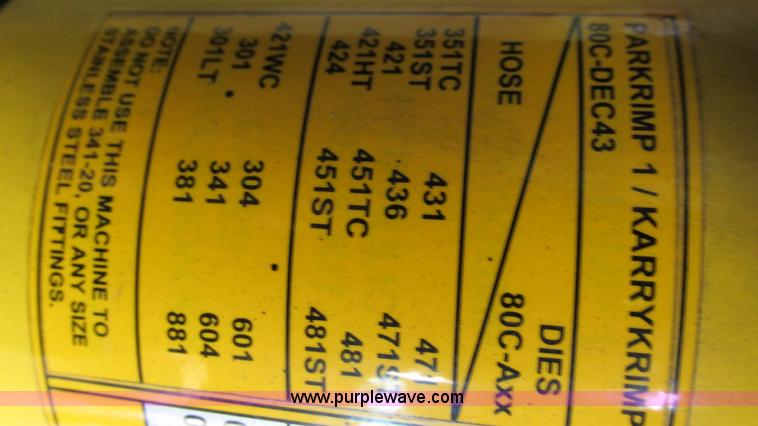 PARKRIMP 1 / KARRYKRIMP
80C-DEC43
DIES
HOSE 80C-Axx
351TC 431 471
351ST 436 471S
421 451TC 481
421HT 451ST 481ST
424
421WC 304 601
301 341 604
301LT 381 881
NOTE:
DO NOT USE THIS MACHINE TO
ASSEMBLE 341-20, OR ANY SIZE
STAINLESS STEEL FITTINGS.
www.purplewave.com